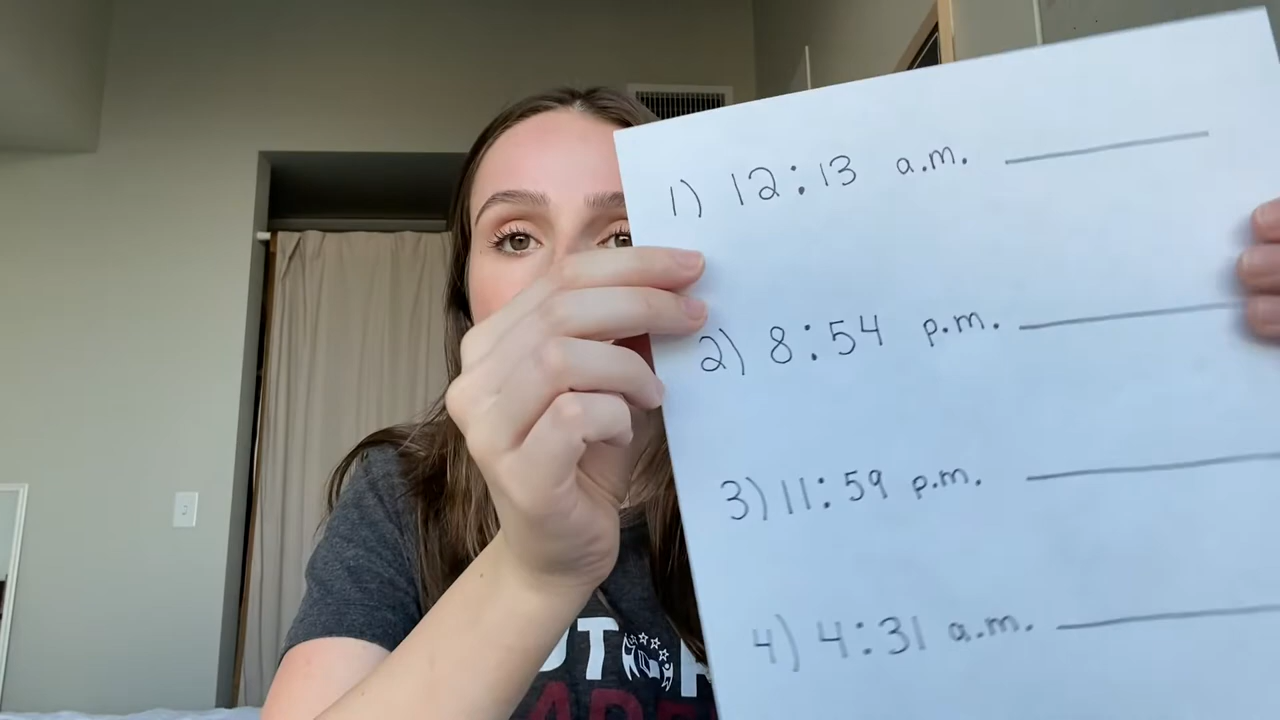 1) 12:13 a.m.
2) 8:54 p.m.
3) 11:59 p.m.
4) 4:31 a.m.